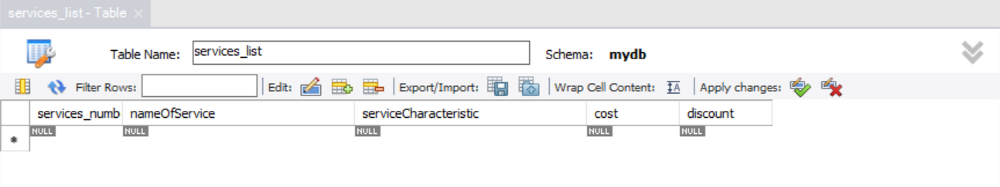 services_list - Table ×
Table Name: services_list Schema: mydb
Filter Rows: Edit: Export/Import: Wrap Cell Content: Apply changes:
services_numb nameOfService serviceCharacteristic cost discount
NULL NULL NULL NULL NULL